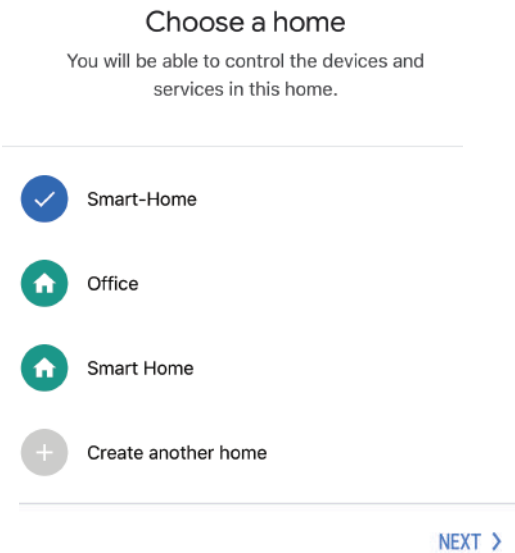 Choose a home
You will be able to control the devices and
services in this home.
Smart-Home
Office
Smart Home
Create another home
NEXT